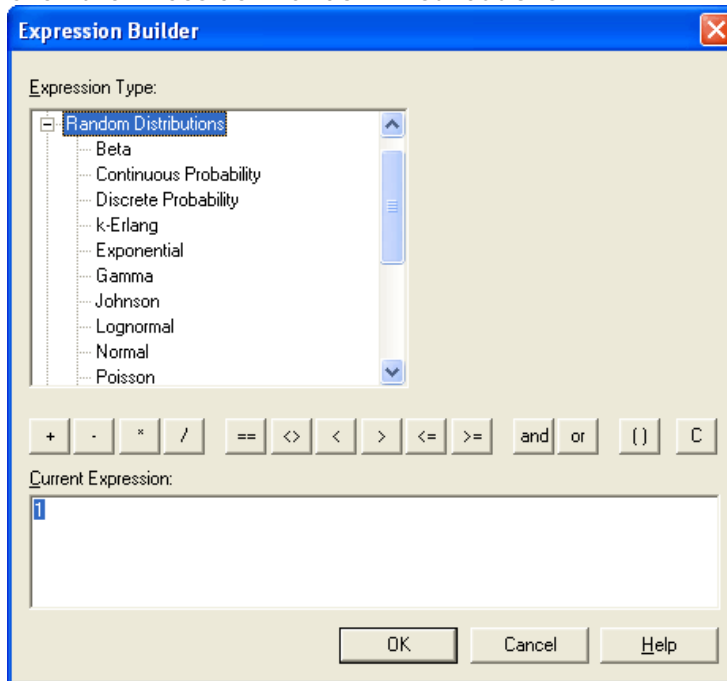 Expression Builder
Expression Type:
Random Distributions
Beta
Continuous Probability
Discrete Probability
k-Erlang
Exponential
Gamma
Johnson
Lognormal
Normal
Poisson
+ - * / == <> < > <= >= and or ( ) C
Current Expression:
1
OK Cancel Help